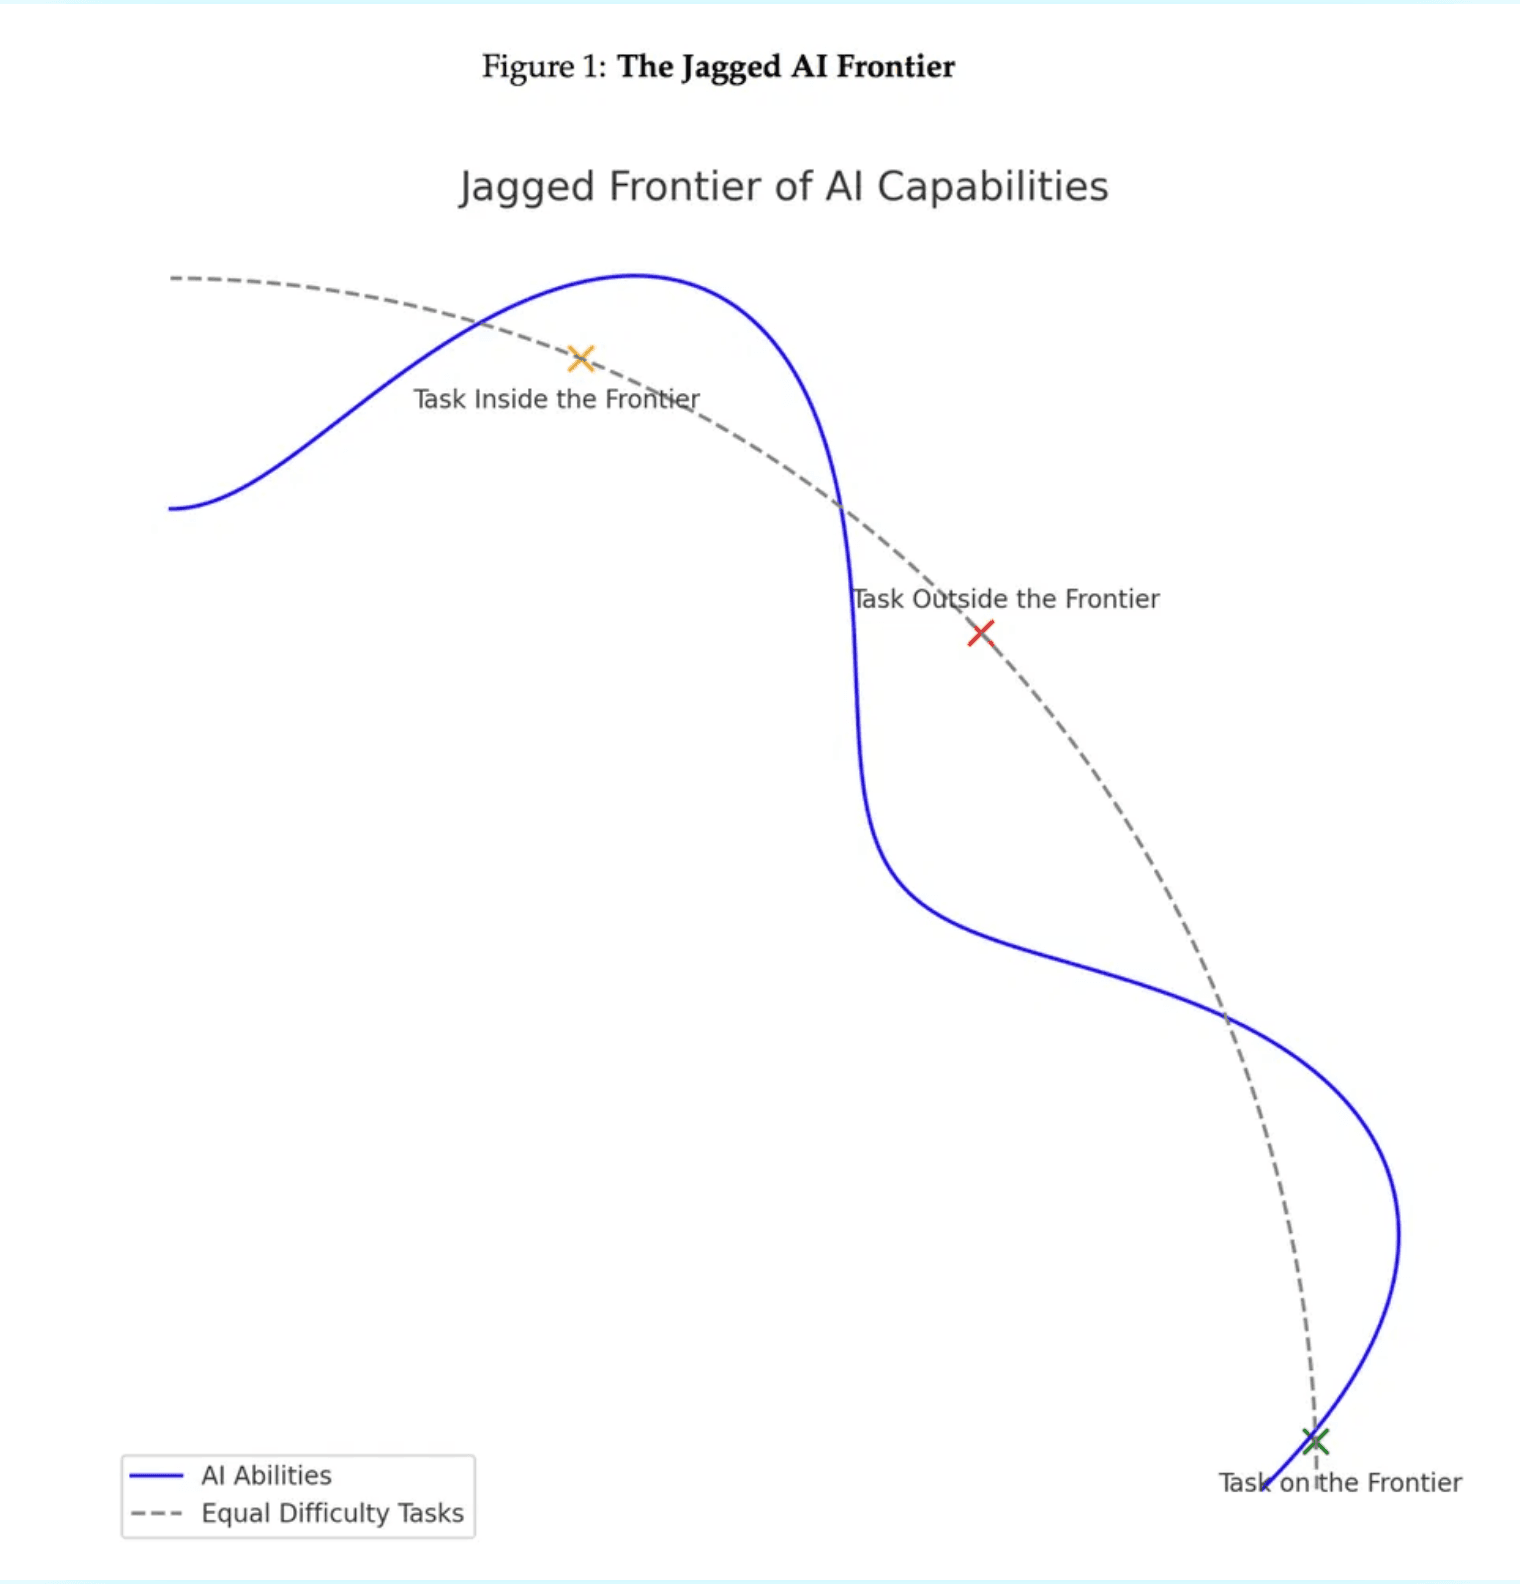 Figure 1: The Jagged AI Frontier
Jagged Frontier of AI Capabilities
Task Inside the Frontier
Task Outside the Frontier
Task on the Frontier
AI Abilities
Equal Difficulty Tasks